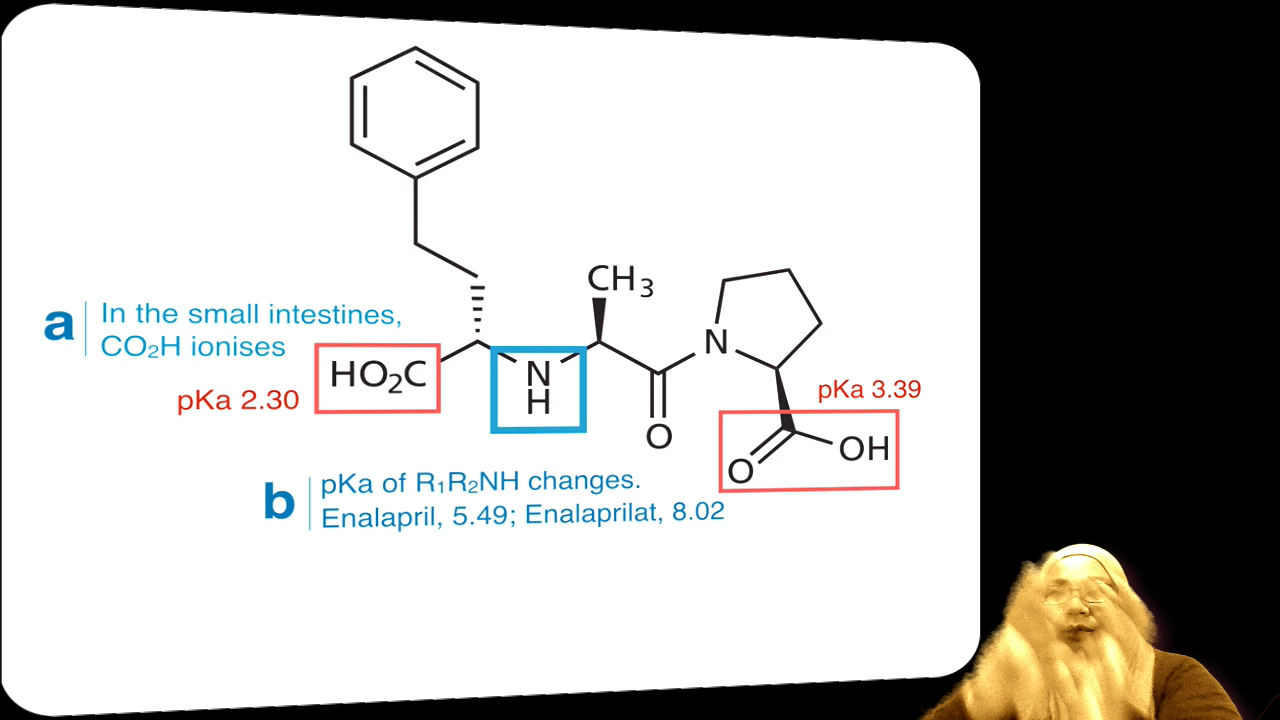 CH₃
a
In the small intestines,
CO₂H ionises
HO₂C
N
H
N
pKa 2.30
pKa 3.39
O
O
OH
b
pKa of R₁R₂NH changes.
Enalapril, 5.49; Enalaprilat, 8.02